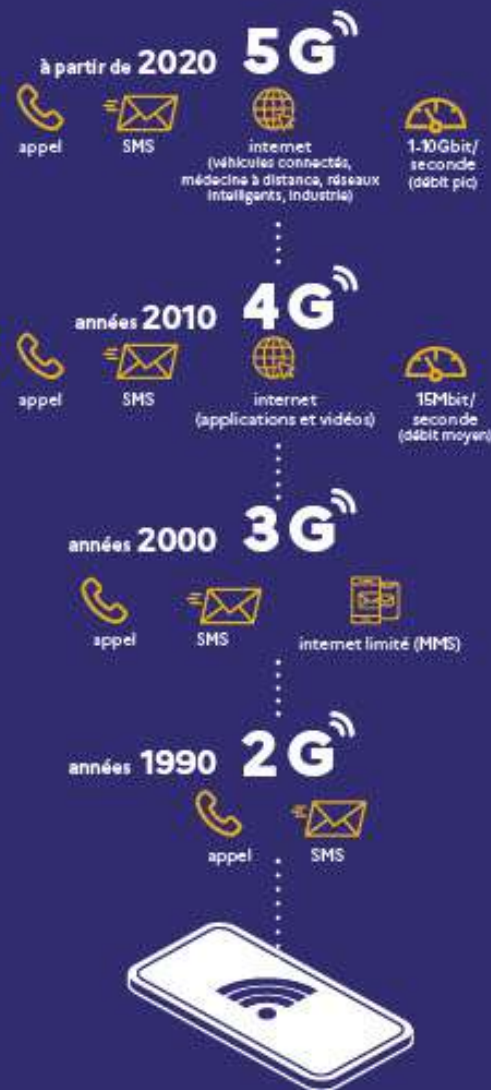 à partir de 2020 5G
appel
SMS
internet
(véhicules connectés,
médecine à distance, réseaux
intelligents, industrie)
1-10Gbit/
seconde
(débit pic)
années 2010 4G
appel
SMS
internet
(applications et vidéos)
15Mbit/
seconde
(débit moyen)
années 2000 3G
appel
SMS
internet limité (MMS)
années 1990 2G
appel
SMS